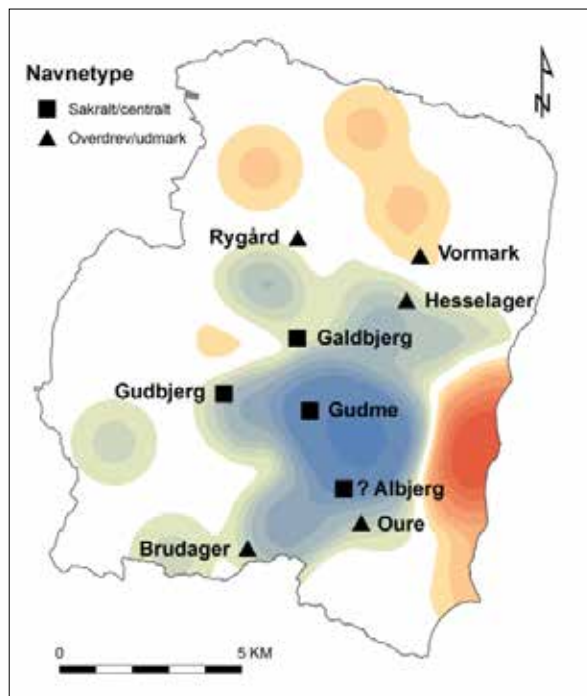 Navnetype
Sakralt/centralt
Overdrev/udmark
N
Rygård
Vormark
Hesselager
Galdbjerg
Gudbjerg
Gudme
? Albjerg
Oure
Brudager
0 5 KM